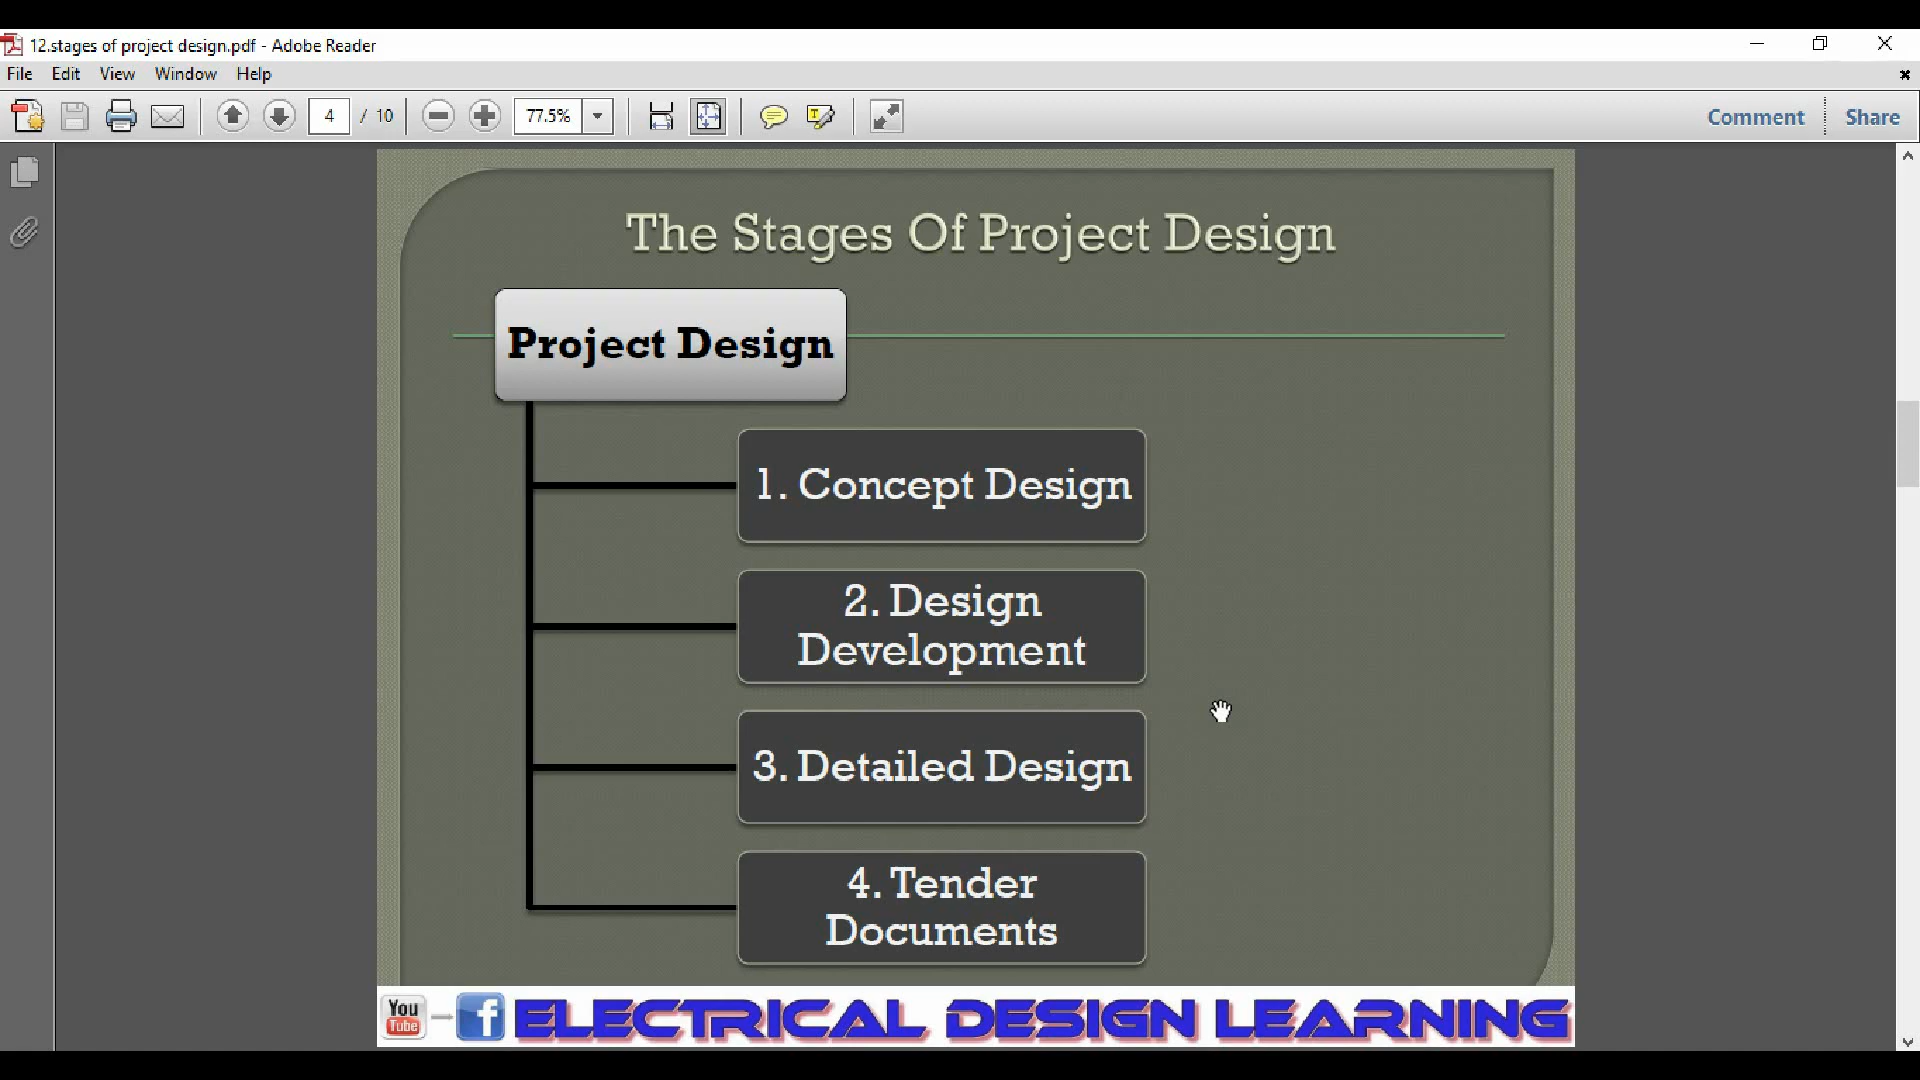 12.stages of project design.pdf - Adobe Reader
File Edit View Window Help
4 / 10 77.5% Comment Share
The Stages Of Project Design
Project Design
1. Concept Design
2. Design
Development
3. Detailed Design
4. Tender
Documents
You
Tube
f ELECTRICAL DESIGN LEARNING